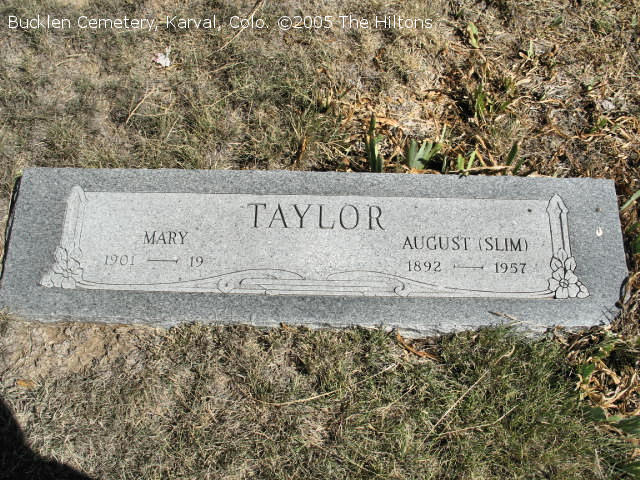 Bucklen Cemetery, Karval, Colo. ©2005 The Hiltons.
TAYLOR
MARY
1901 — 19
AUGUST (SLIM)
1892 — 1957